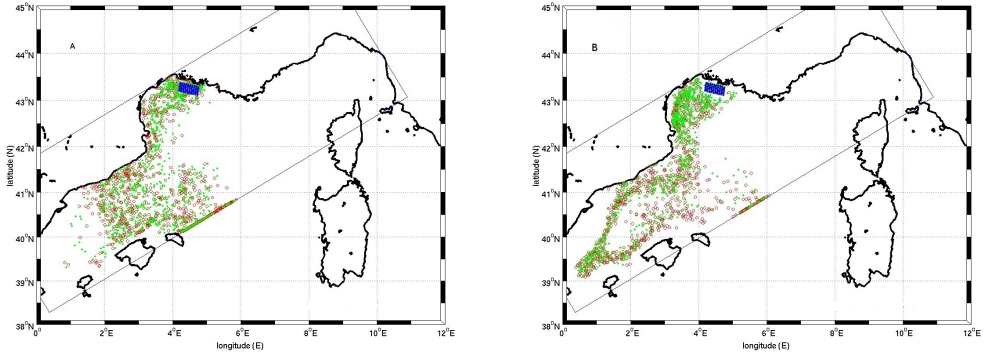 45°N
44°N
43°N
42°N
41°N
40°N
39°N
38°N
0°
2°E
4°E
6°E
8°E
10°E
12°E
latitude (N)
longitude (E)
A
45°N
44°N
43°N
42°N
41°N
40°N
39°N
38°N
0°
2°E
4°E
6°E
8°E
10°E
12°E
latitude (N)
longitude (E)
B